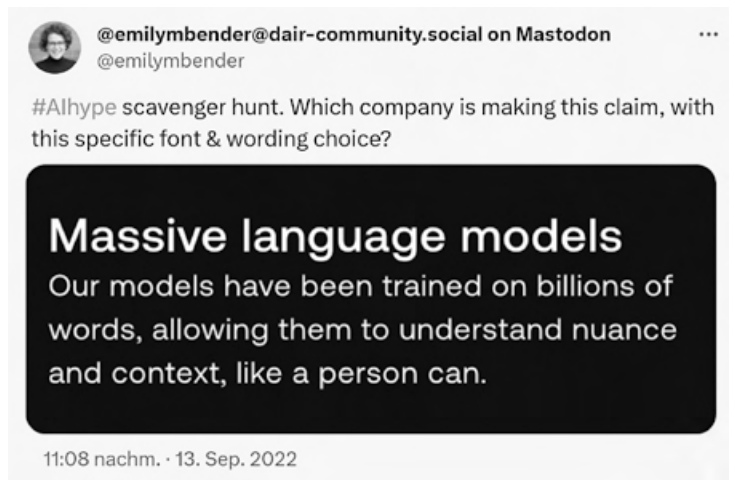 @emilymbender@dair-community.social on Mastodon
@emilymbender
#AIhype scavenger hunt. Which company is making this claim, with
this specific font & wording choice?
Massive language models
Our models have been trained on billions of
words, allowing them to understand nuance
and context, like a person can.
11:08 nachm. · 13. Sep. 2022